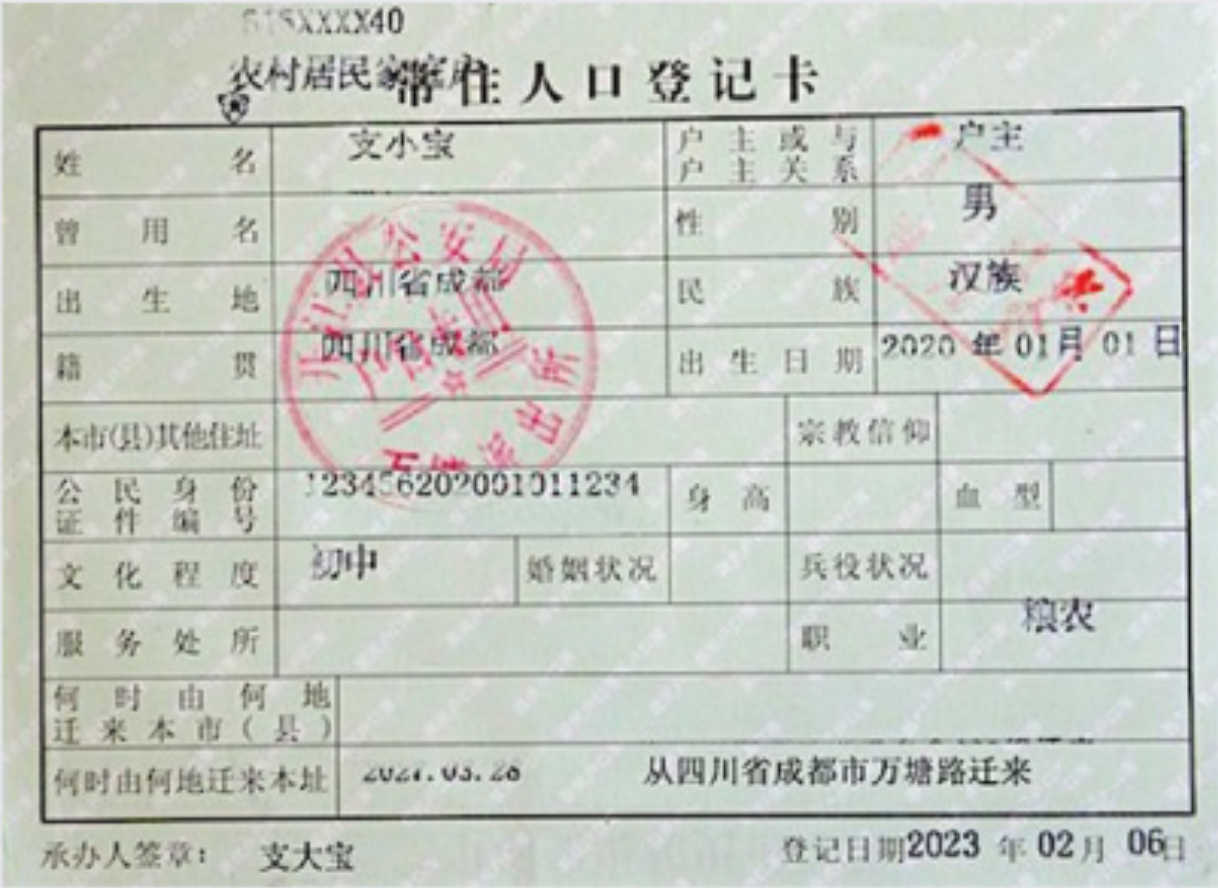 XXXX40
农村居民家庭户
常住人口登记卡
姓名 支小宝 户主或与户主关系 户主
曾用名 性别 男
出生地 四川省成都 民族 汉族
籍贯 四川省成都 出生日期 2020 年 01月 01 日
本市(县)其他住址 宗教信仰
公民身份证件编号 123456202001011234 身高 血型
文化程度 初中 婚姻状况 兵役状况
服务处所 职业 粮农
何时由何地迁来本市(县)
何时由何地迁来本址 03.28 从四川省成都市万塘路迁来
承办人签章: 支大宝 登记日期2023 年 02月 06日
公安局
出所